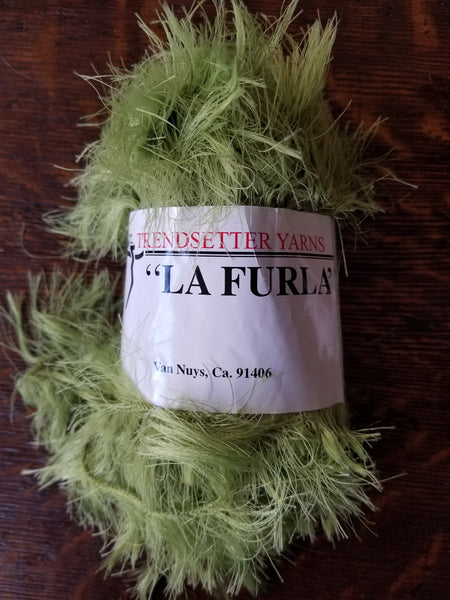 TRENDSETTER YARNS
“LA FURLA’
Van Nuys, Ca. 91406